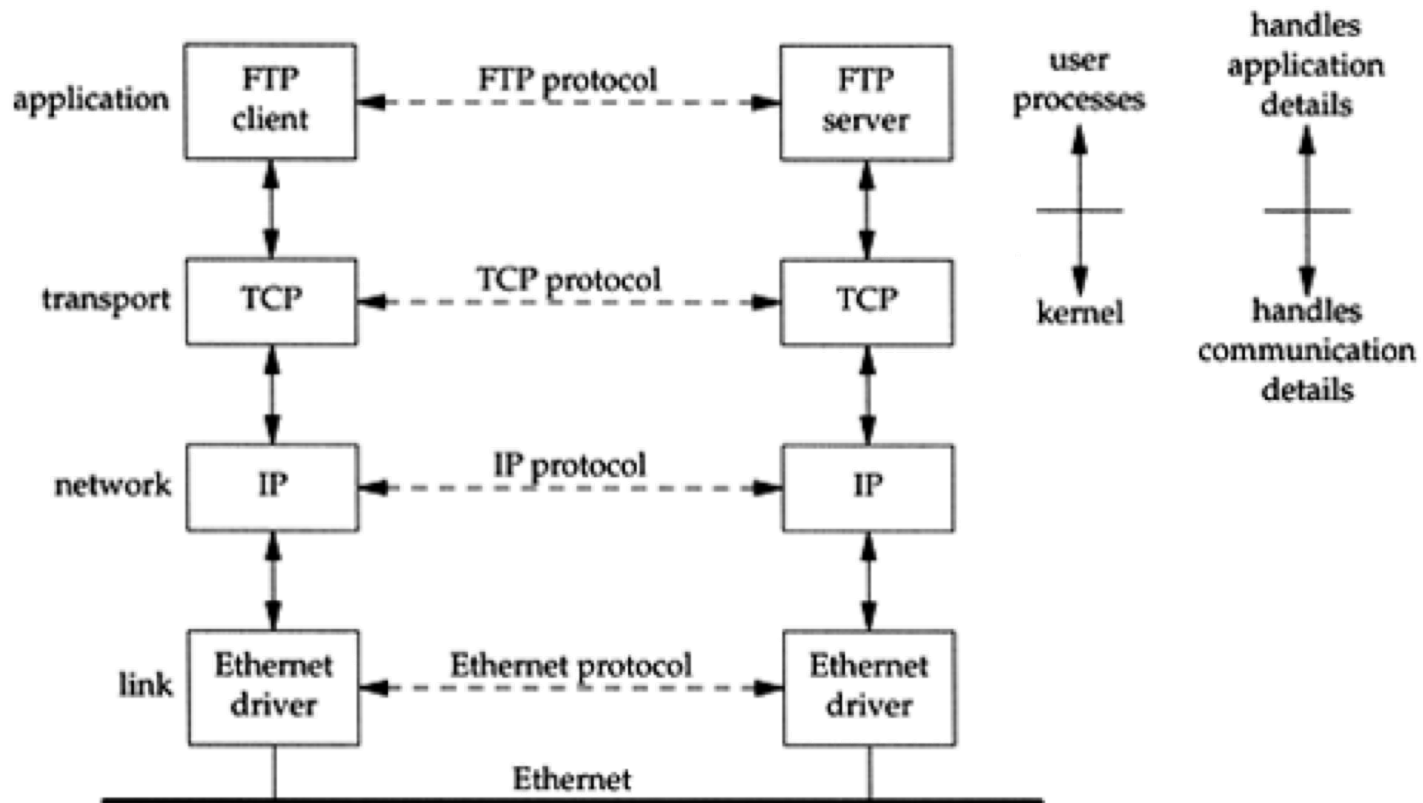 application
FTP
client
FTP protocol
FTP
server
user
processes
kernel
handles
application
details
handles
communication
details
transport
TCP
TCP protocol
TCP
network
IP
IP protocol
IP
link
Ethernet
driver
Ethernet protocol
Ethernet
driver
Ethernet